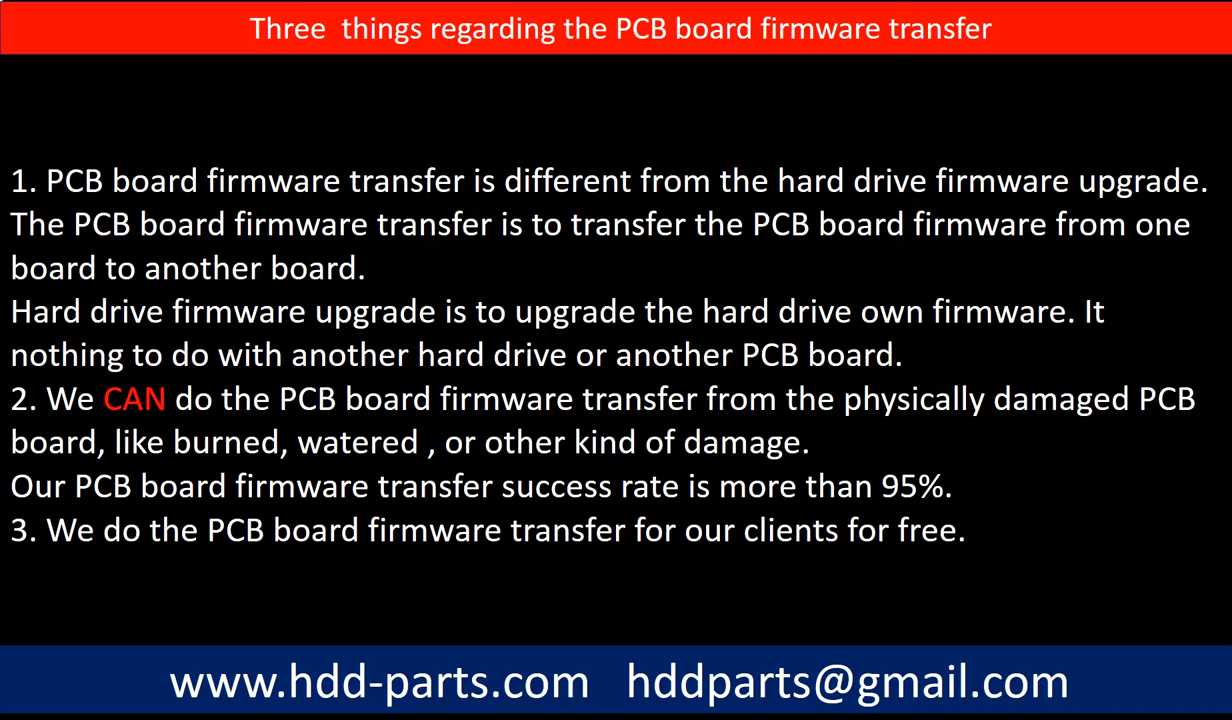 Three  things regarding the PCB board firmware transfer
1. PCB board firmware transfer is different from the hard drive firmware upgrade.
The PCB board firmware transfer is to transfer the PCB board firmware from one
board to another board.
Hard drive firmware upgrade is to upgrade the hard drive own firmware. It
nothing to do with another hard drive or another PCB board.
2. We CAN do the PCB board firmware transfer from the physically damaged PCB
board, like burned, watered , or other kind of damage.
Our PCB board firmware transfer success rate is more than 95%.
3. We do the PCB board firmware transfer for our clients for free.
www.hdd-parts.com   hddparts@gmail.com